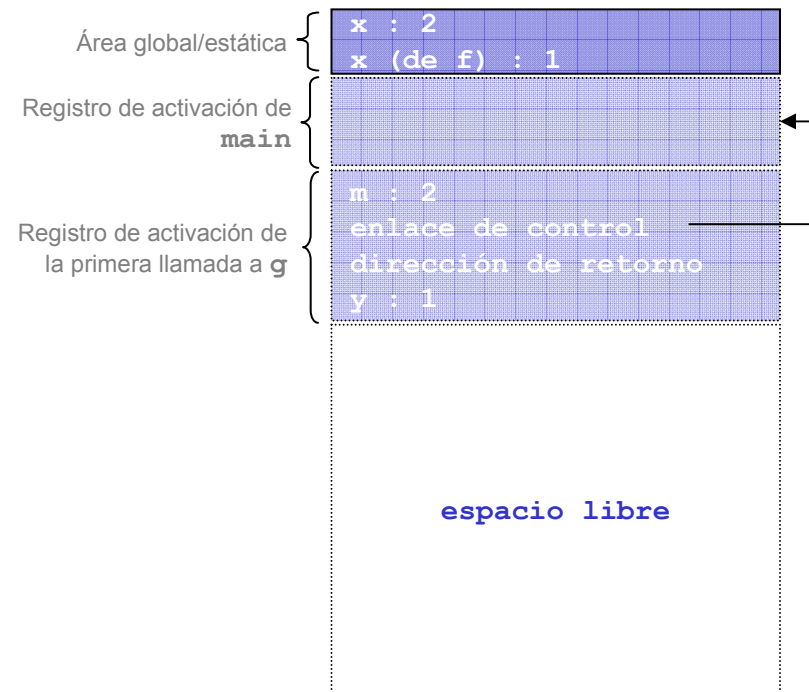 Área global/estática
x : 2
x (de f) : 1
Registro de activación de
main
Registro de activación de
la primera llamada a g
m : 2
enlace de control
dirección de retorno
y : 1
espacio libre